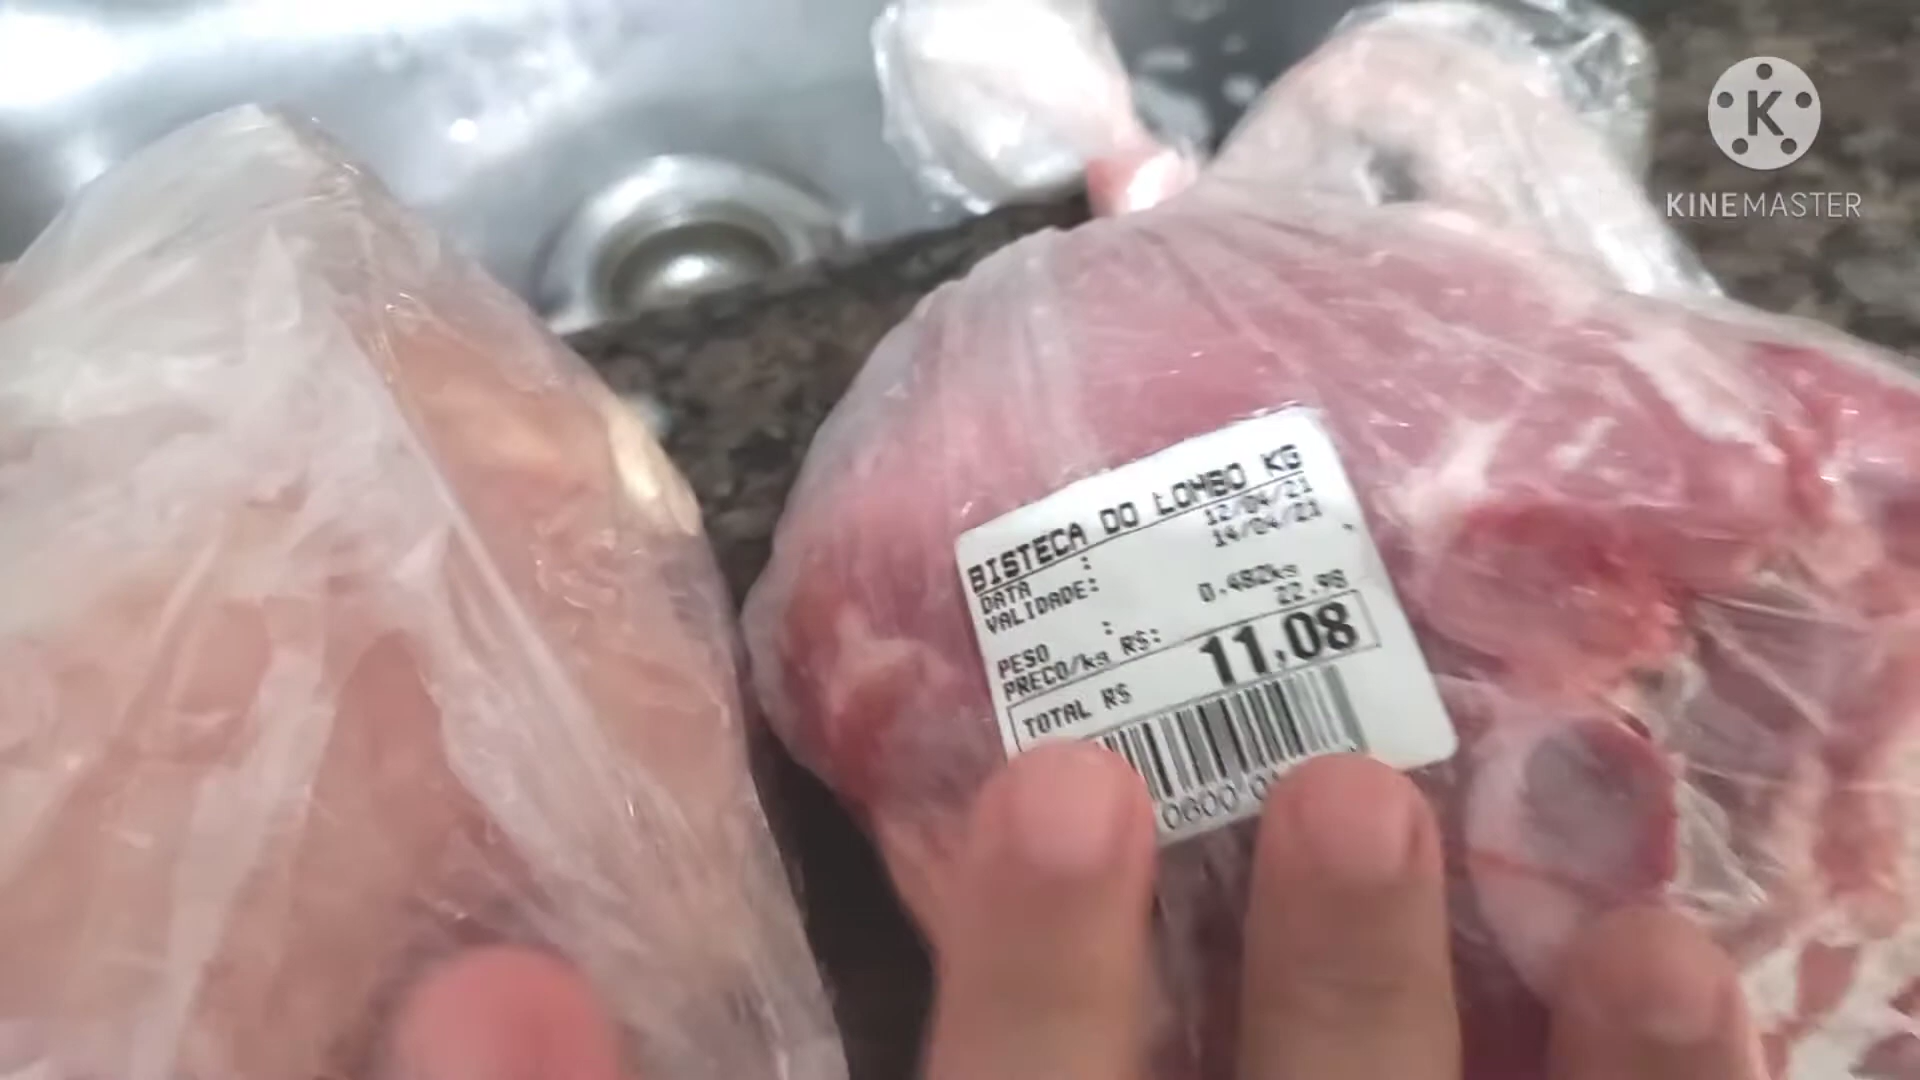 K
KINEMASTER
BISTECA DO LOMBO KG
DATA : 12/04/21
VALIDADE: 14/04/21
PESO : 0.482kg
PRECO/kg R$: 22.98
TOTAL R$ 11,08
0600